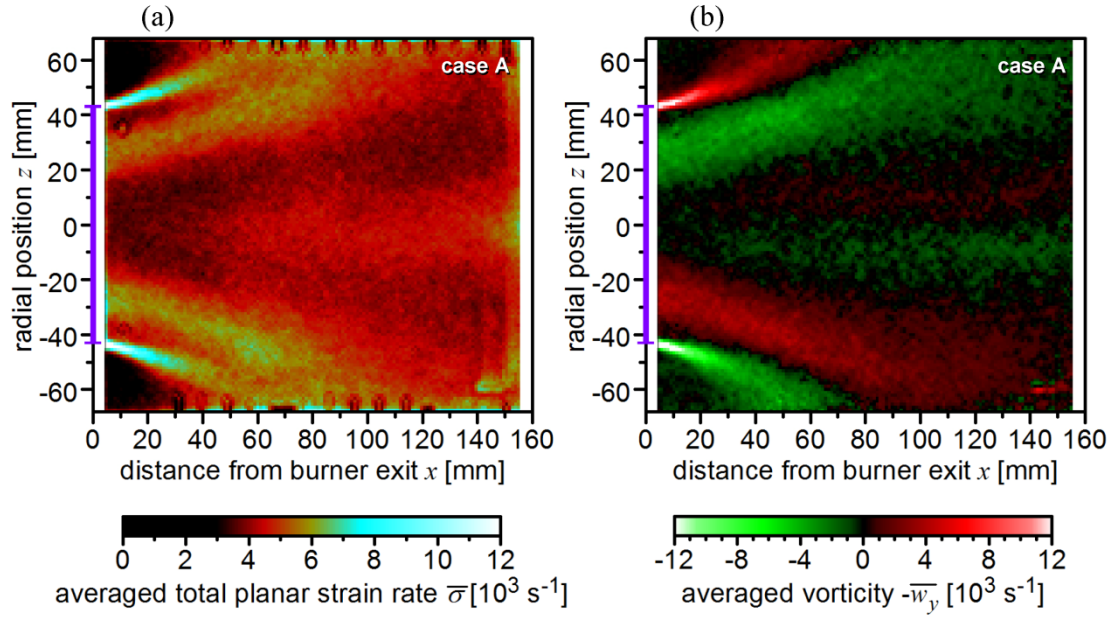 (a)
(b)
case A
case A
60
40
20
0
-20
-40
-60
radial position z [mm]
0 20 40 60 80 100 120 140 160
distance from burner exit x [mm]
60
40
20
0
-20
-40
-60
radial position z [mm]
0 20 40 60 80 100 120 140 160
distance from burner exit x [mm]
0 2 4 6 8 10 12
averaged total planar strain rate σ̅ [10³ s⁻¹]
-12 -8 -4 0 4 8 12
averaged vorticity -w̅_y̅ [10³ s⁻¹]